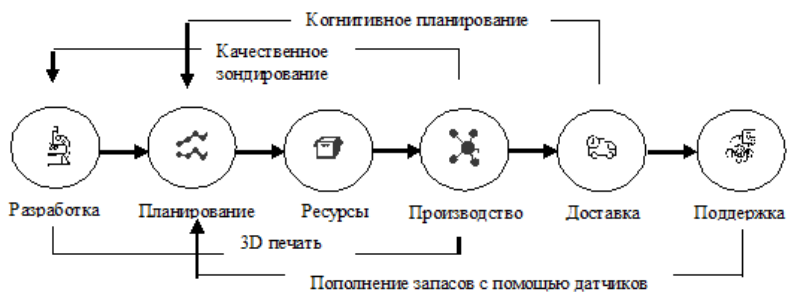 Когнитивное планирование
Качественное
зондирование
Разработка Планирование Ресурсы Производство Доставка Поддержка
3D печать
Пополнение запасов с помощью датчиков